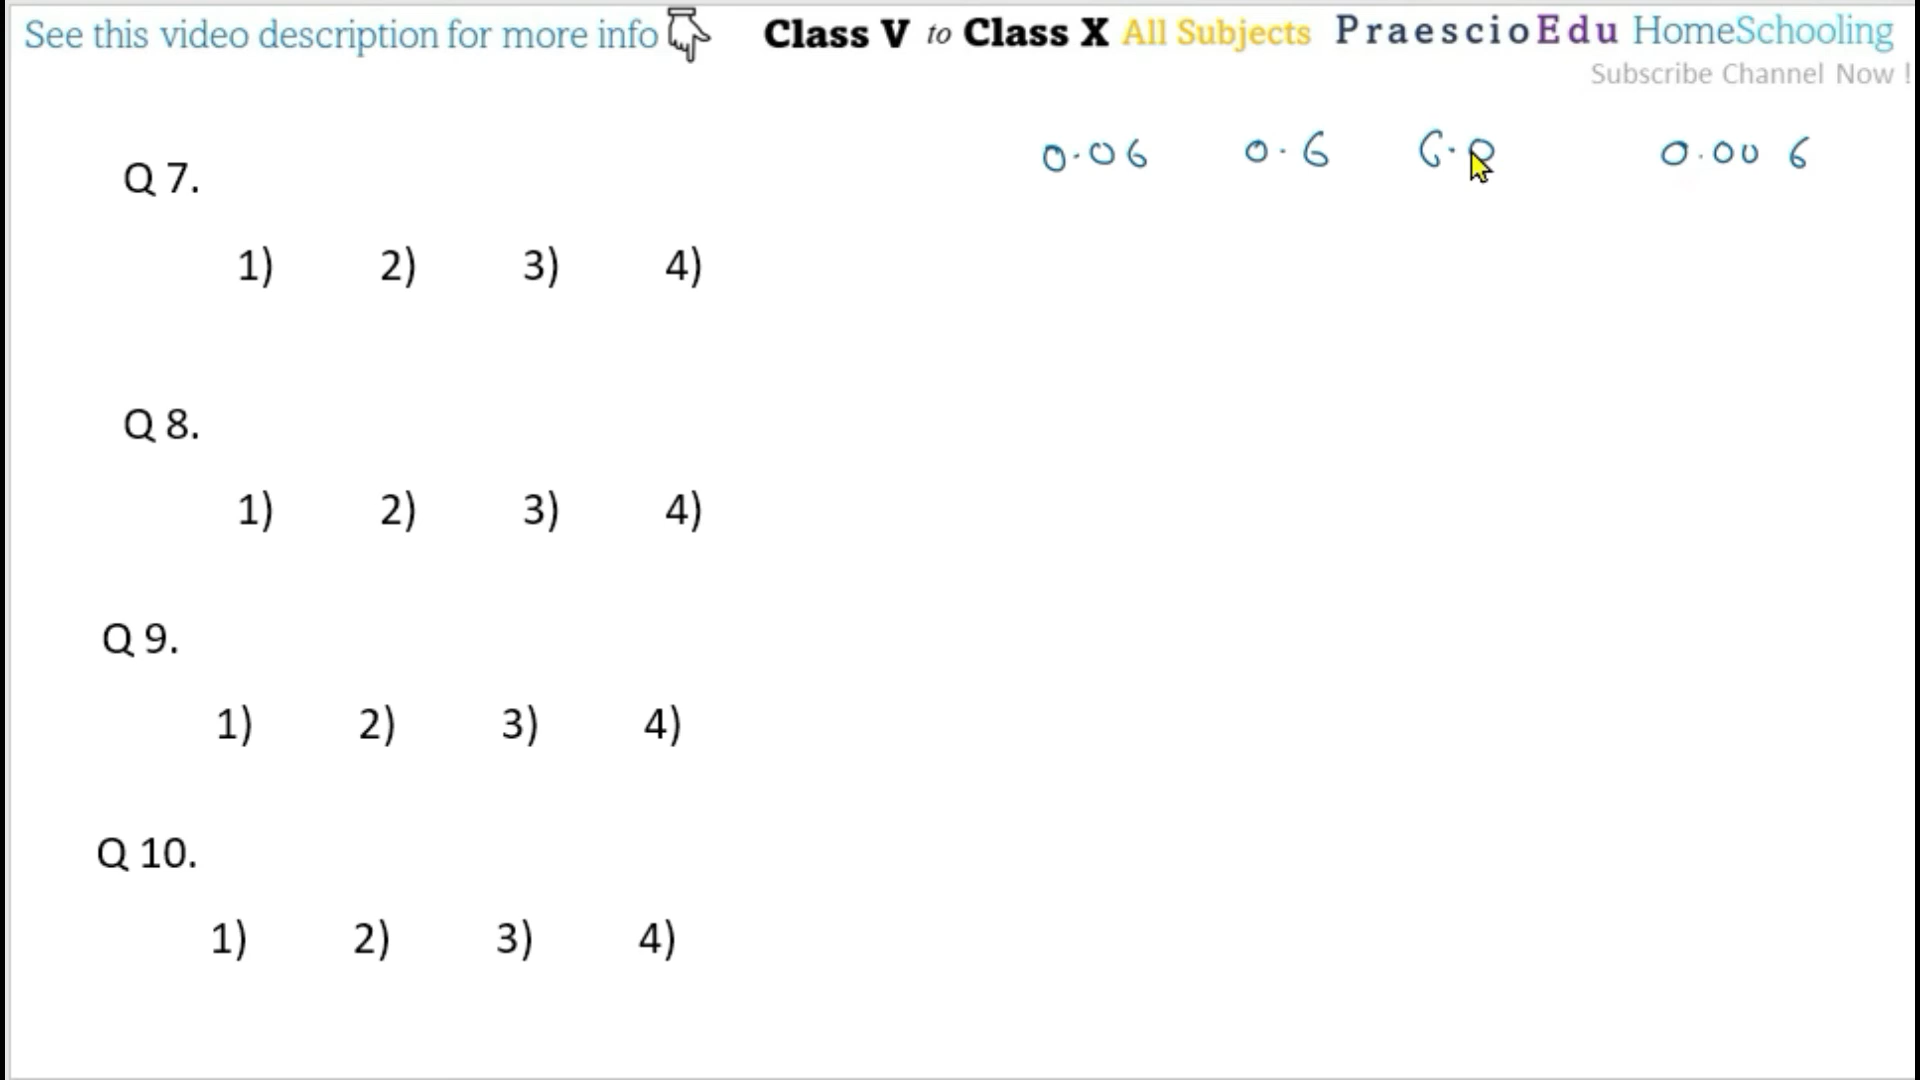 See this video description for more info Class V to Class X All Subjects PraescioEdu HomeSchooling
Subscribe Channel Now !
0.06 0.6 6.0 0.006
Q 7.
1) 2) 3) 4)
Q 8.
1) 2) 3) 4)
Q 9.
1) 2) 3) 4)
Q 10.
1) 2) 3) 4)